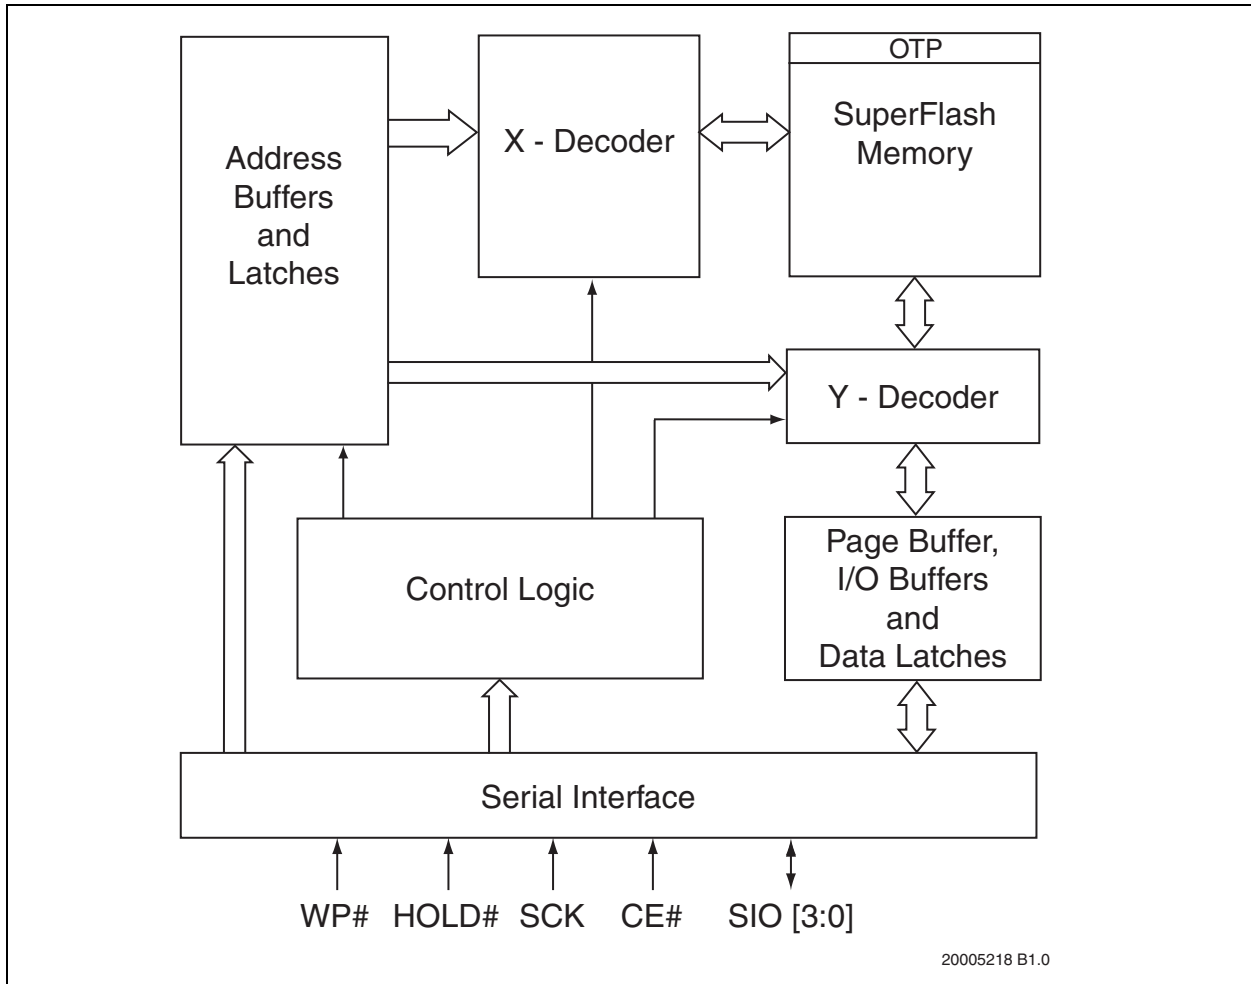 OTP
SuperFlash
Memory
X - Decoder
Address
Buffers
and
Latches
Y - Decoder
Page Buffer,
I/O Buffers
and
Data Latches
Control Logic
Serial Interface
WP# HOLD# SCK CE# SIO [3:0]
20005218 B1.0